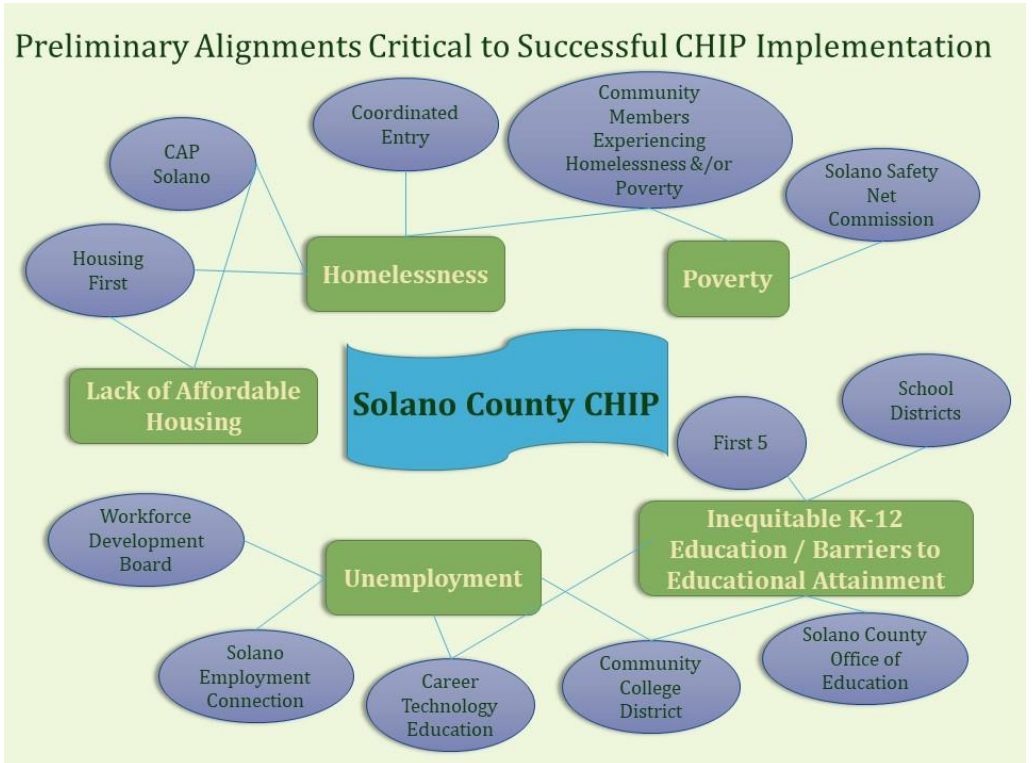 Preliminary Alignments Critical to Successful CHIP Implementation
Coordinated
Entry
Community
Members
Experiencing
Homelessness &/or
Poverty
CAP
Solano
Solano Safety
Net
Commission
Housing
First
Homelessness
Poverty
Lack of Affordable
Housing
Solano County CHIP
School
Districts
First 5
Workforce
Development
Board
Unemployment
Inequitable K-12
Education / Barriers to
Educational Attainment
Solano
Employment
Connection
Career
Technology
Education
Community
College
District
Solano County
Office of
Education